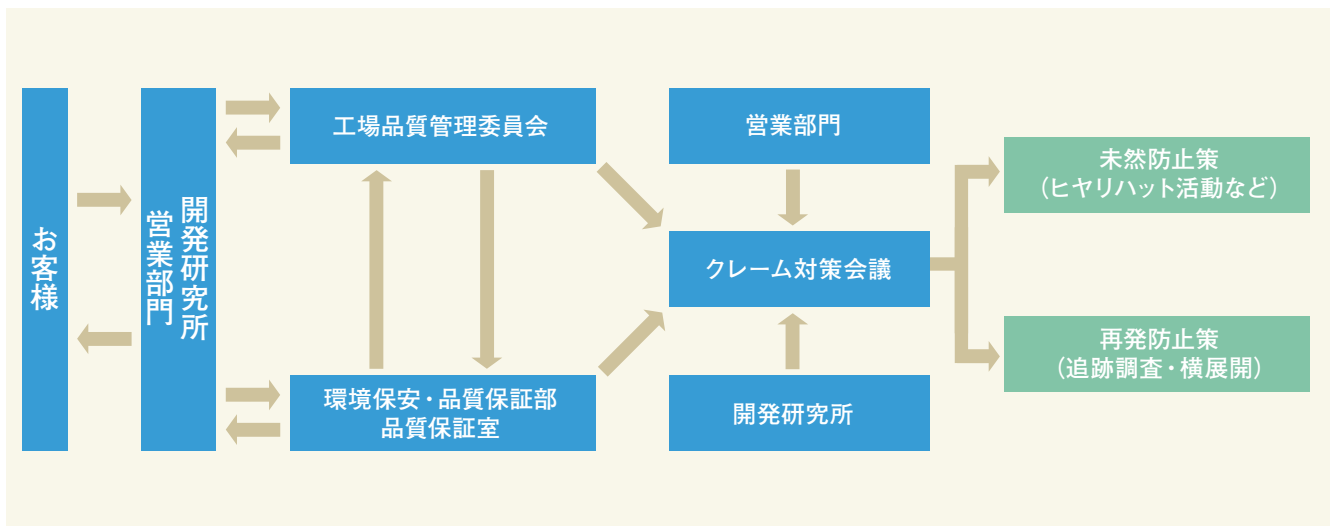 お客様
開発研究所
営業部門
工場品質管理委員会
環境保安・品質保証部
品質保証室
営業部門
クレーム対策会議
開発研究所
未然防止策
（ヒヤリハット活動など）
再発防止策
（追跡調査・横展開）